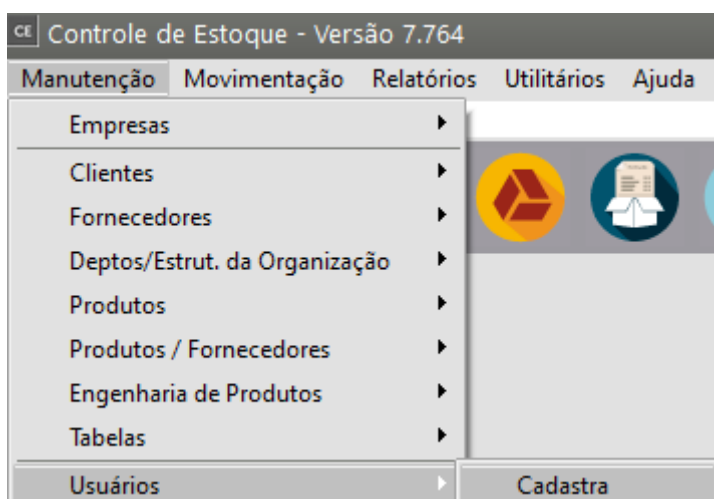 CE Controle de Estoque - Versão 7.764
Manutenção Movimentação Relatórios Utilitários Ajuda
Empresas
Clientes
Fornecedores
Deptos/Estrut. da Organização
Produtos
Produtos / Fornecedores
Engenharia de Produtos
Tabelas
Usuários Cadastra